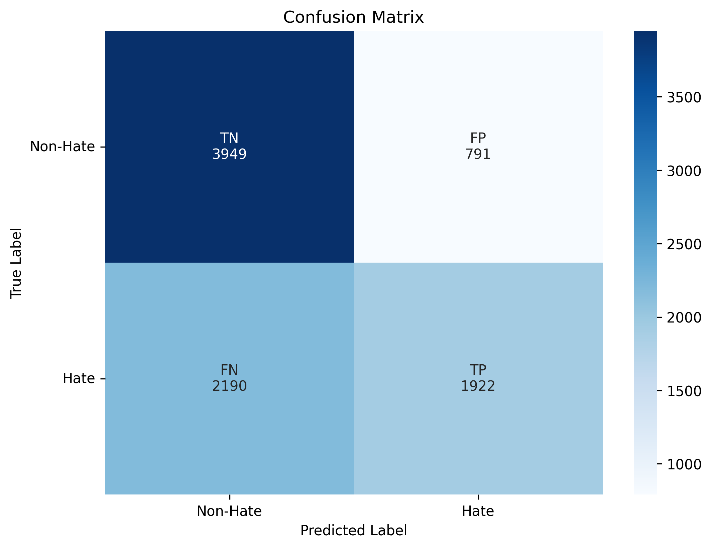 Confusion Matrix
TN
3949
FP
791
Non-Hate
FN
2190
TP
1922
Hate
True Label
Non-Hate
Hate
Predicted Label
3500
3000
2500
2000
1500
1000